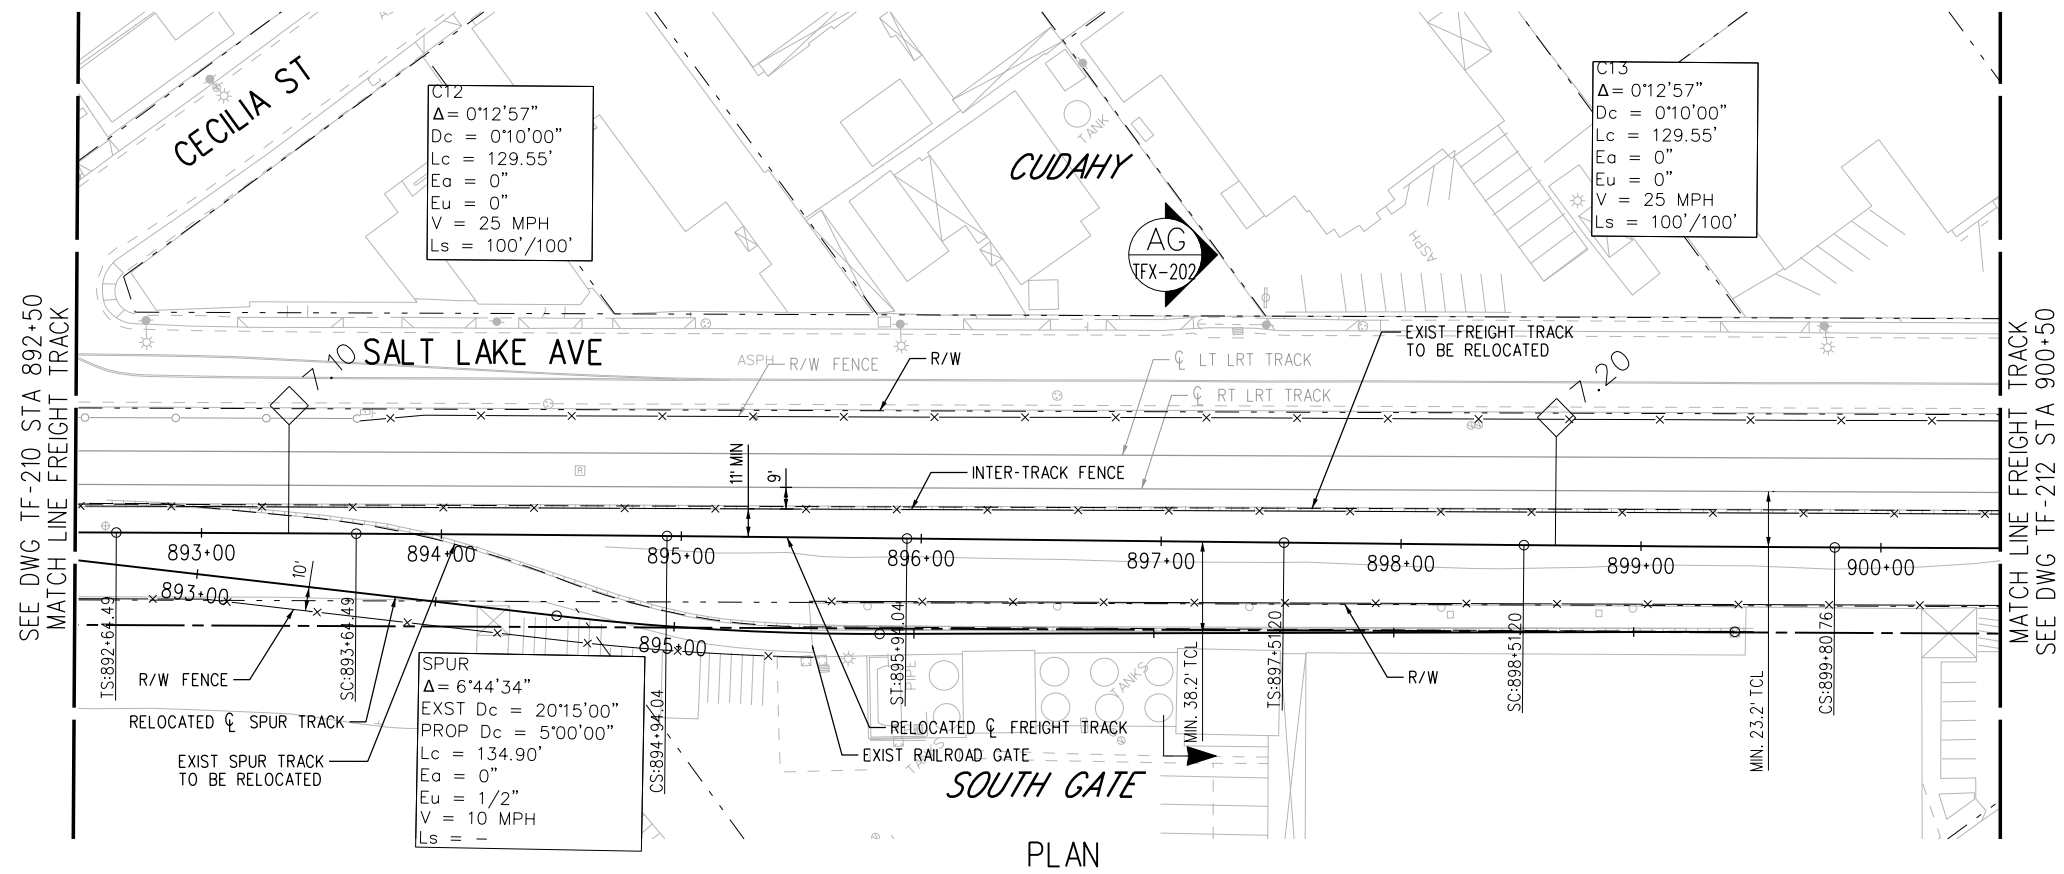 CECILIA ST
C12
Δ= 0°12'57"
Dc = 0°10'00"
Lc = 129.55'
Ea = 0"
Eu = 0"
V = 25 MPH
Ls = 100'/100'
CUDAHY
TANK
AG
TFX-202
C13
Δ= 0°12'57"
Dc = 0°10'00"
Lc = 129.55'
Ea = 0"
Eu = 0"
V = 25 MPH
Ls = 100'/100'
ASPH
SEE DWG TF-210 STA 892+50
MATCH LINE FREIGHT TRACK
7.10
SALT LAKE AVE
ASPH
R/W FENCE
R/W
℄ LT LRT TRACK
℄ RT LRT TRACK
EXIST FREIGHT TRACK
TO BE RELOCATED
7.20
MATCH LINE FREIGHT TRACK
SEE DWG TF-212 STA 900+50
11' MIN
9'
INTER-TRACK FENCE
R
893+00
894+00
895+00
896+00
897+00
898+00
899+00
900+00
10'
893+00
895+00
TS:892+64.49
SC:893+64.49
CS:894+94.04
ST:895+94.04
TS:897+51.20
SC:898+51.20
CS:899+80.76
MIN. 38.2' TCL
MIN. 23.2' TCL
R/W FENCE
RELOCATED ℄ SPUR TRACK
EXIST SPUR TRACK
TO BE RELOCATED
SPUR
Δ= 6°44'34"
EXST Dc = 20°15'00"
PROP Dc = 5°00'00"
Lc = 134.90'
Ea = 0"
Eu = 1/2"
V = 10 MPH
Ls = -
PIPE
TANKS
TANKS
R/W
RELOCATED ℄ FREIGHT TRACK
EXIST RAILROAD GATE
SOUTH GATE
PLAN